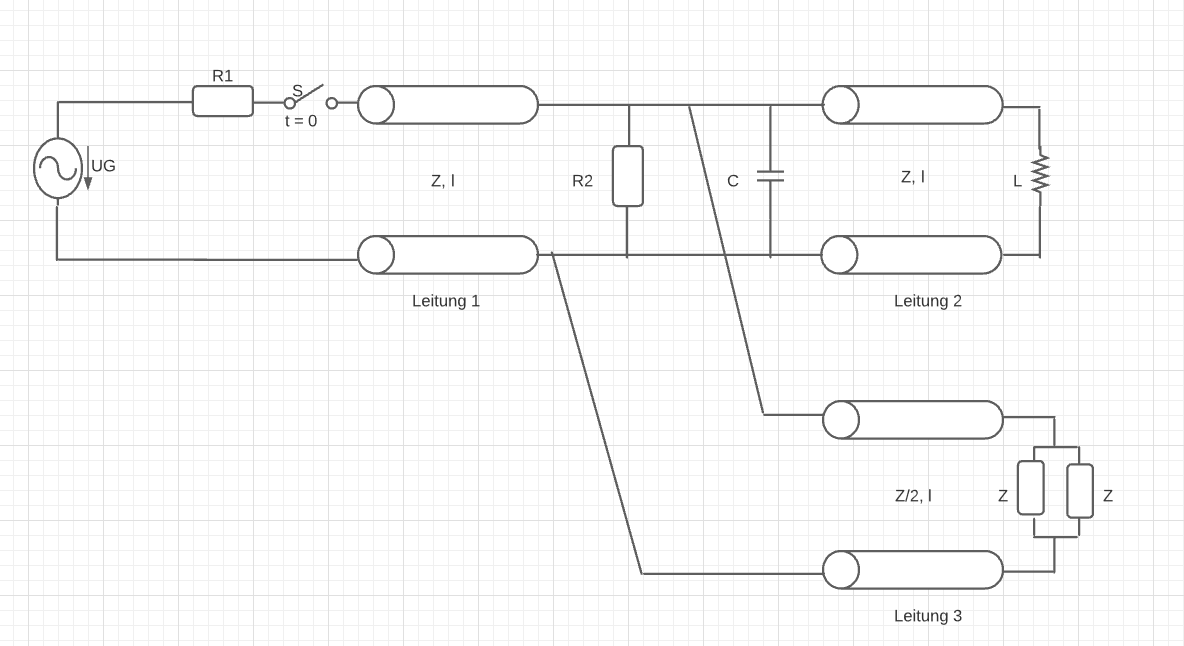 R1
S
t = 0
UG
Z, l
R2
C
Z, l
L
Leitung 1
Leitung 2
Z/2, l
Z
Z
Leitung 3